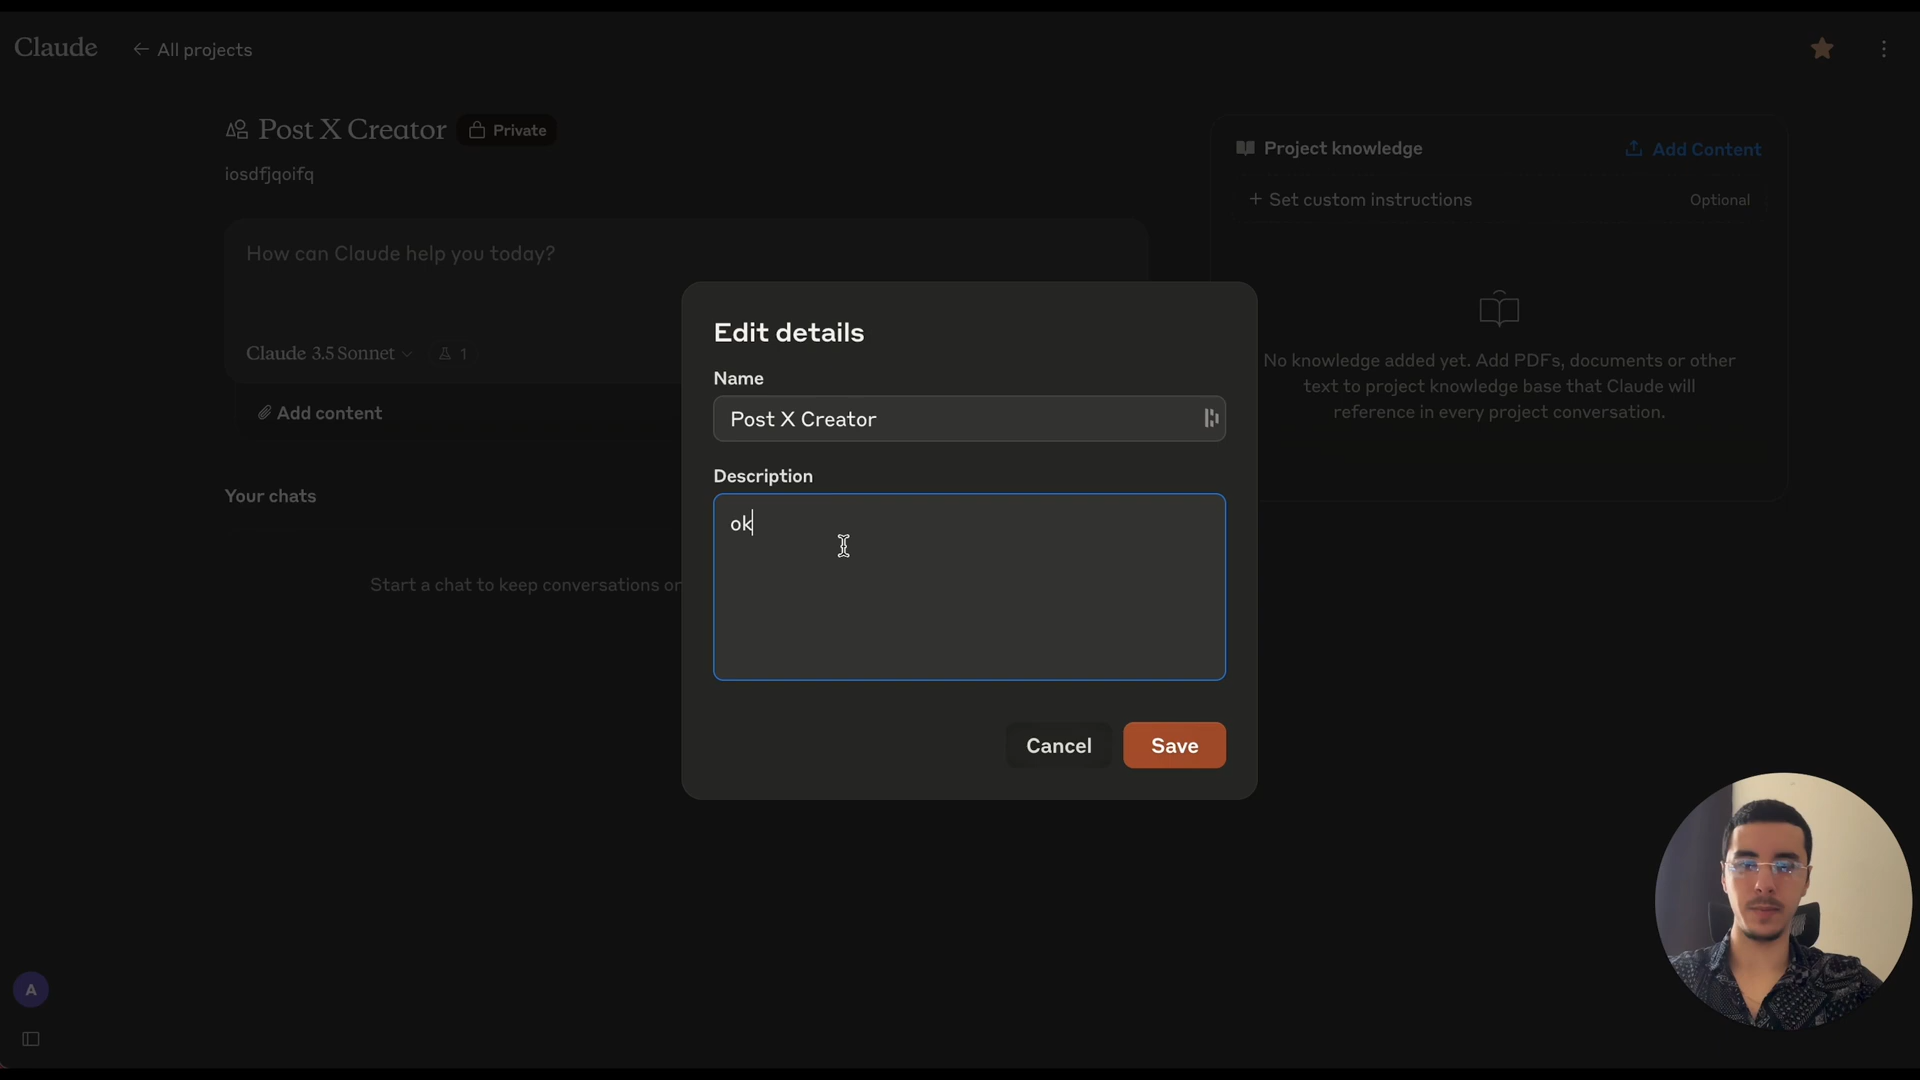 Claude
← All projects
Post X Creator
Private
iosdfjqoifq
How can Claude help you today?
Claude 3.5 Sonnet
1
Add content
Your chats
Start a chat to keep conversations or
Project knowledge
Add Content
+ Set custom instructions
Optional
No knowledge added yet. Add PDFs, documents or other
text to project knowledge base that Claude will
reference in every project conversation.
Edit details
Name
Post X Creator
Description
ok
Cancel
Save
A